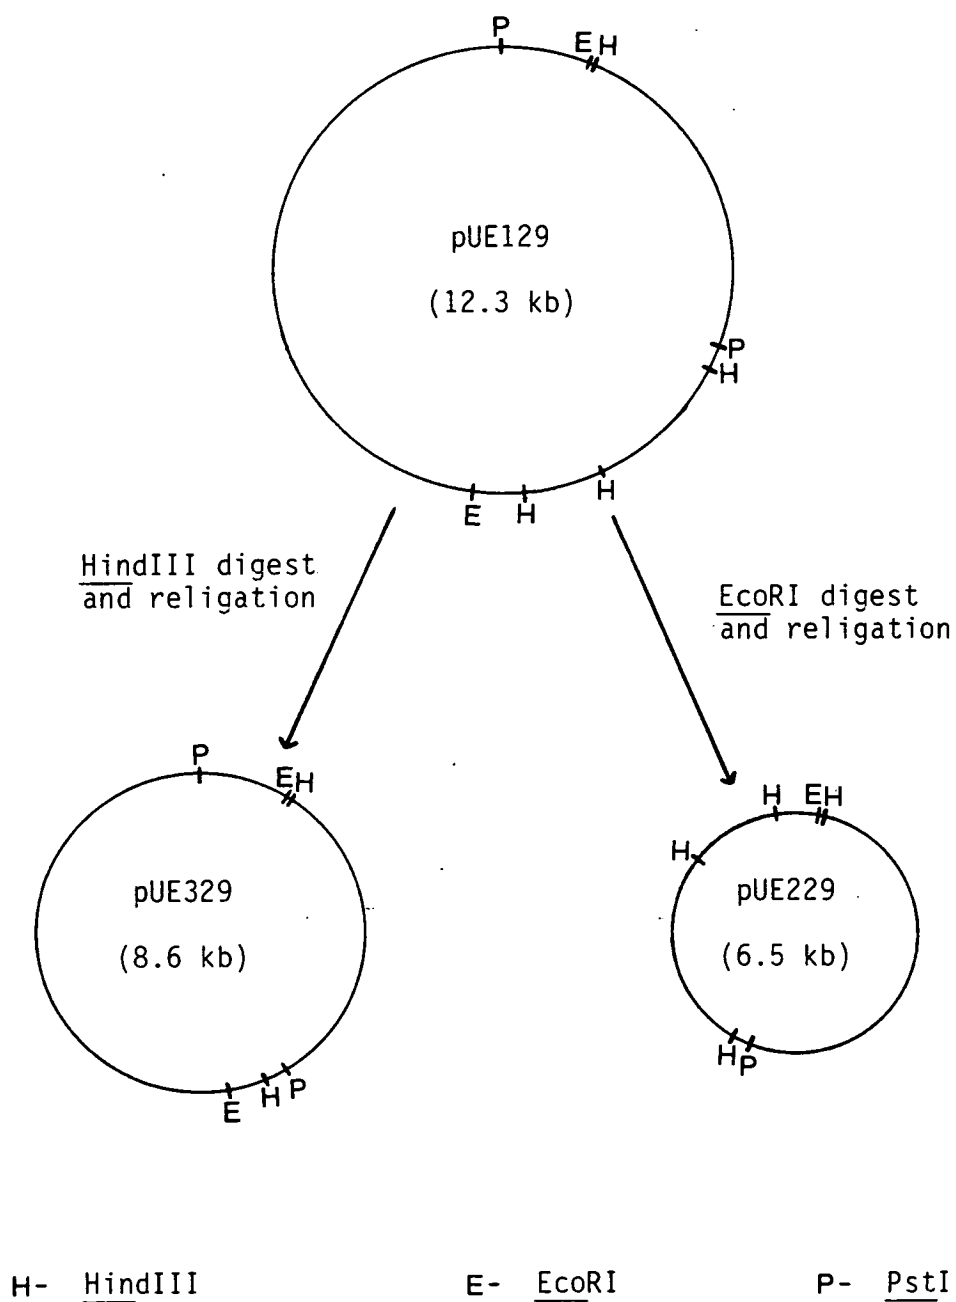 P
E H
pUE129
(12.3 kb)
P
H
H
E H
HindIII digest
and religation
EcoRI digest
and religation
P
E H
pUE329
(8.6 kb)
E H P
H E H
H
pUE229
(6.5 kb)
H P
H- HindIII E- EcoRI P- PstI